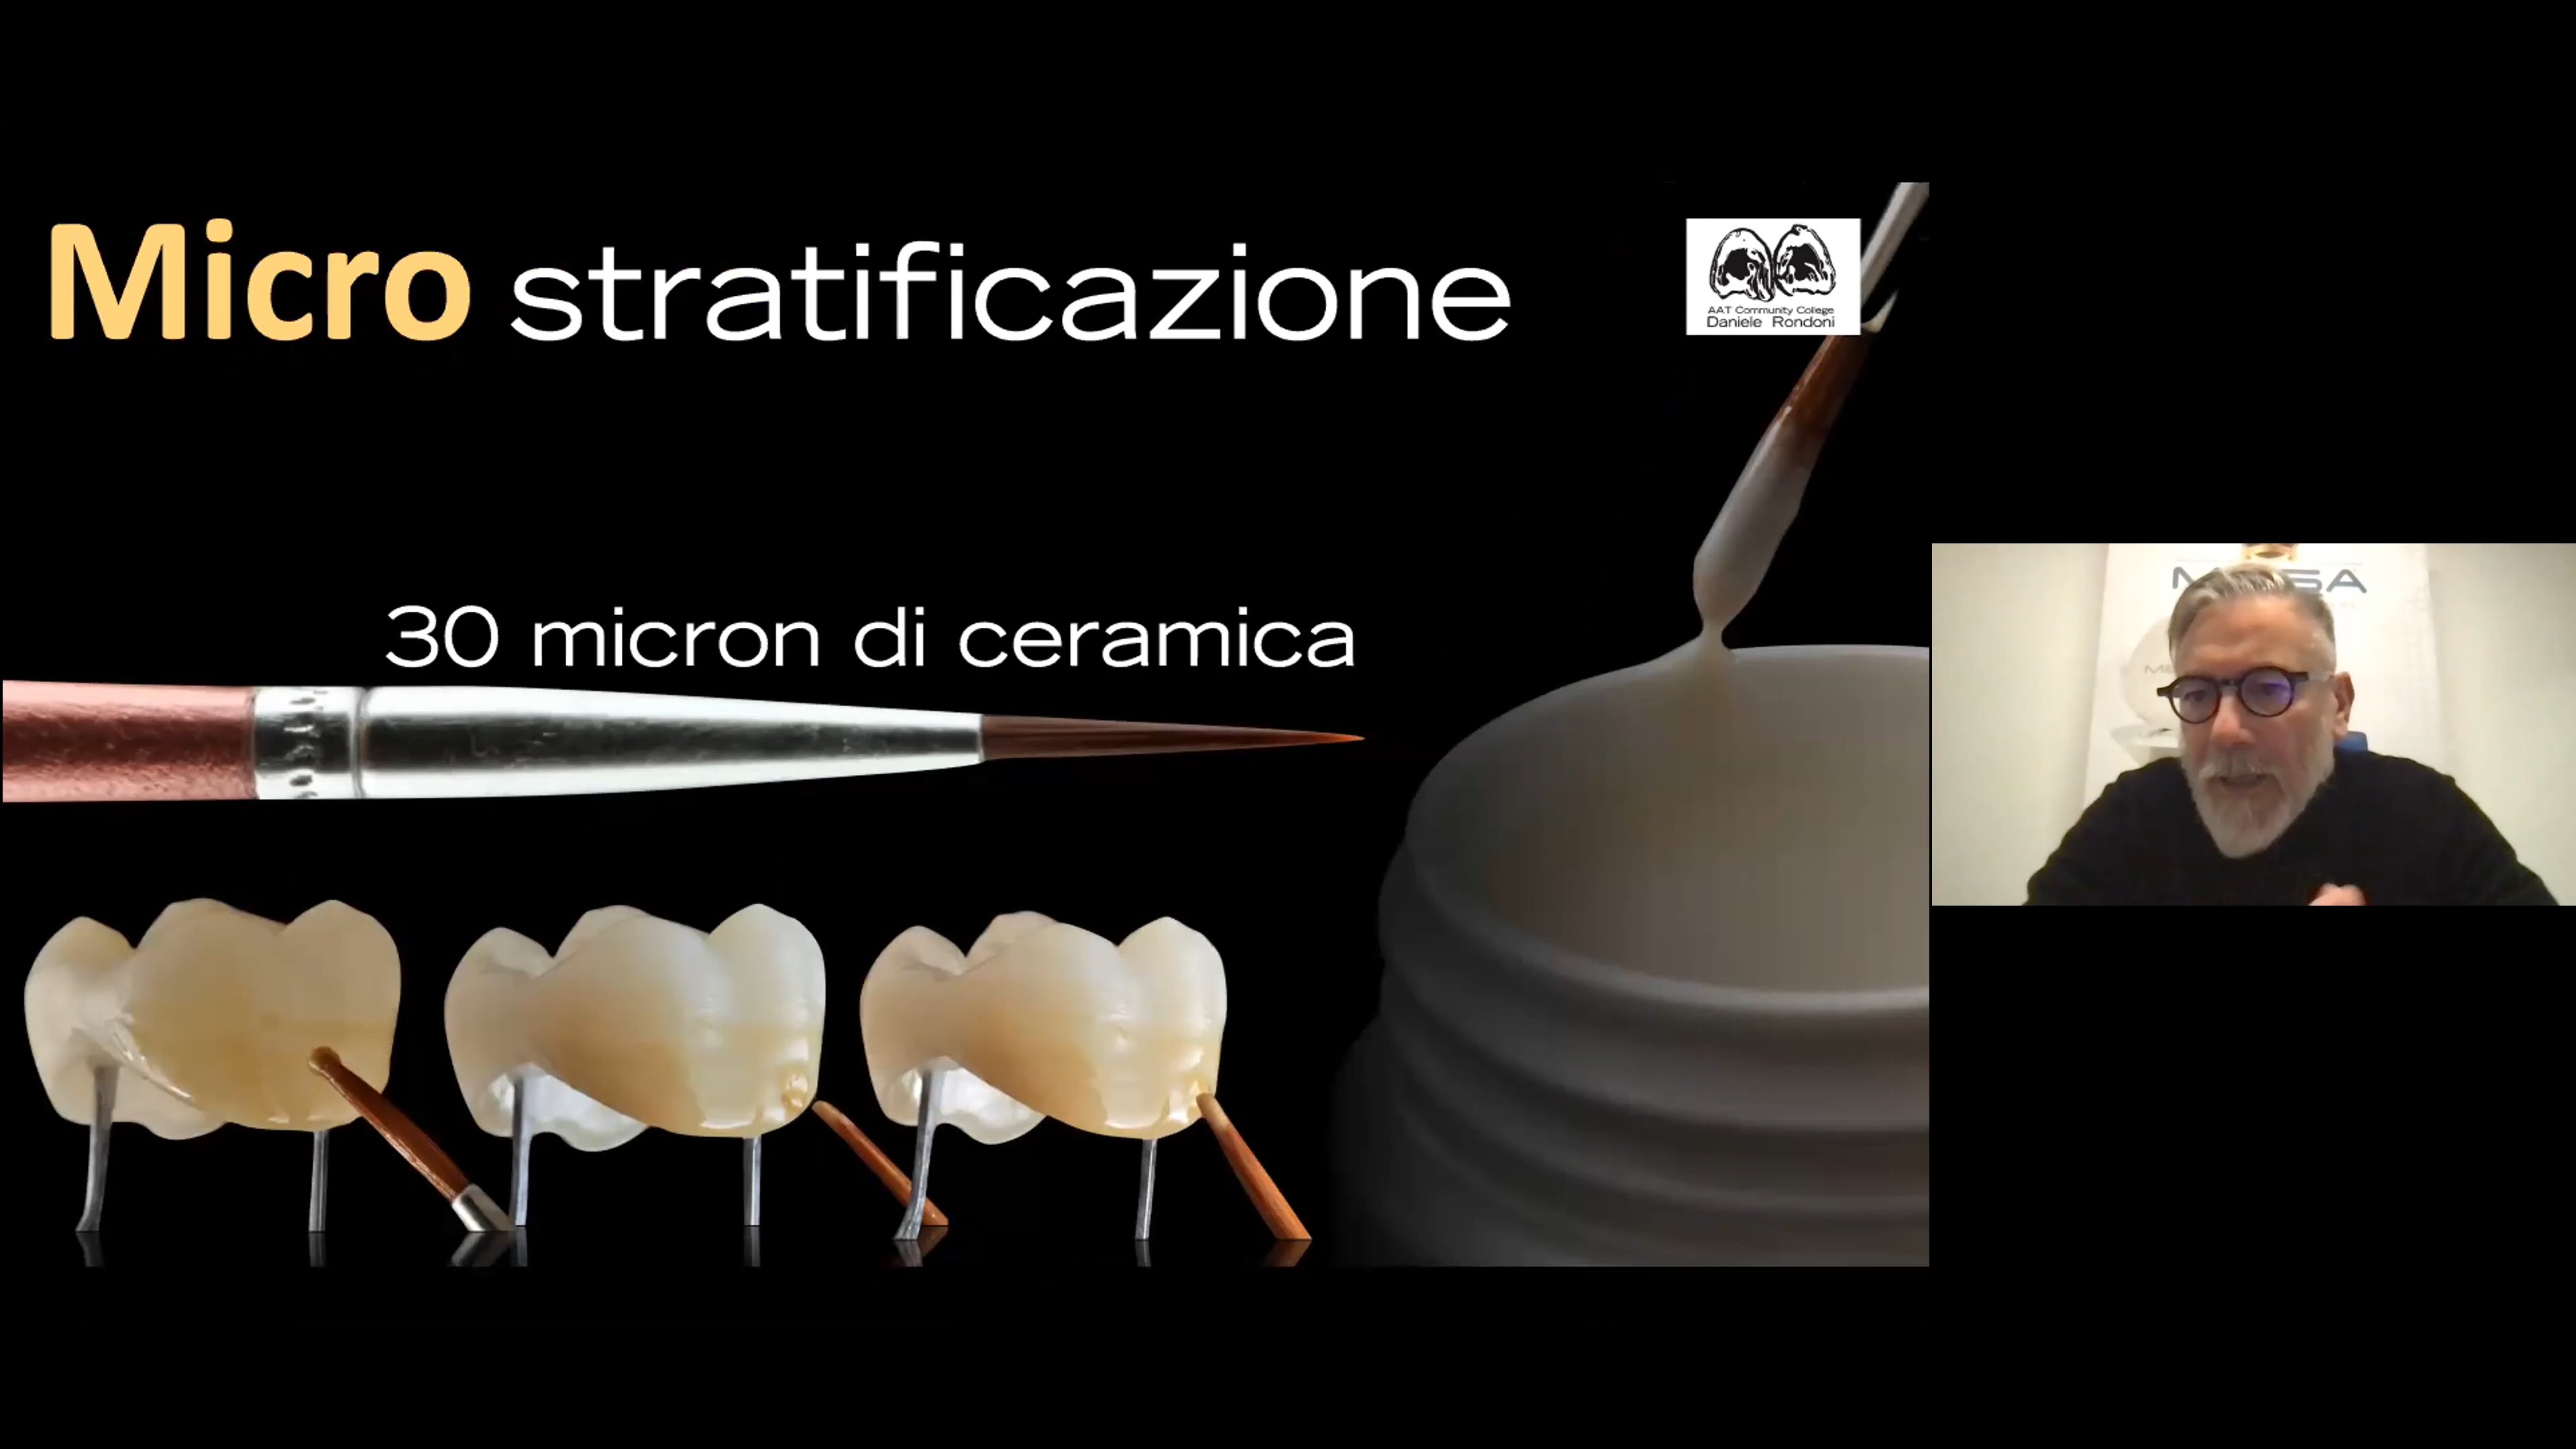 Micro stratificazione
AAT Community College
Daniele Rondoni
30 micron di ceramica